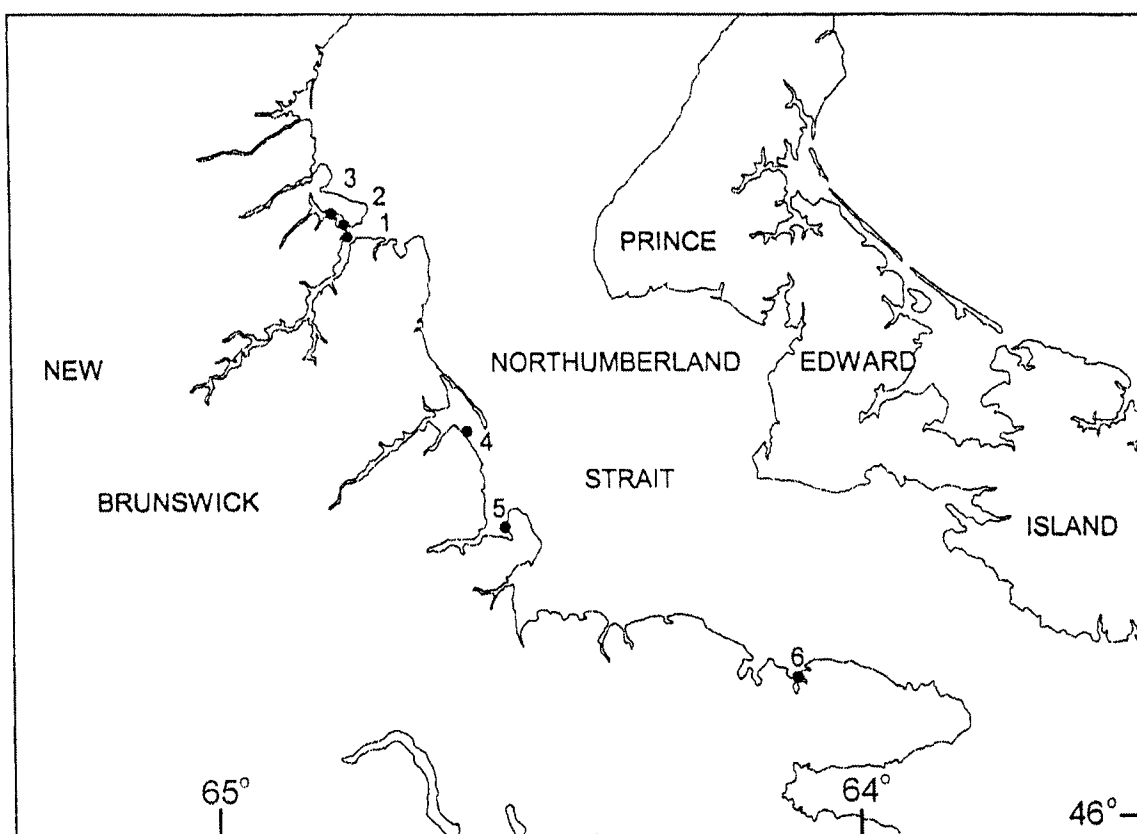 3
2
1
PRINCE
NEW
NORTHUMBERLAND
EDWARD
4
STRAIT
BRUNSWICK
5
ISLAND
6
65°
64°
46°